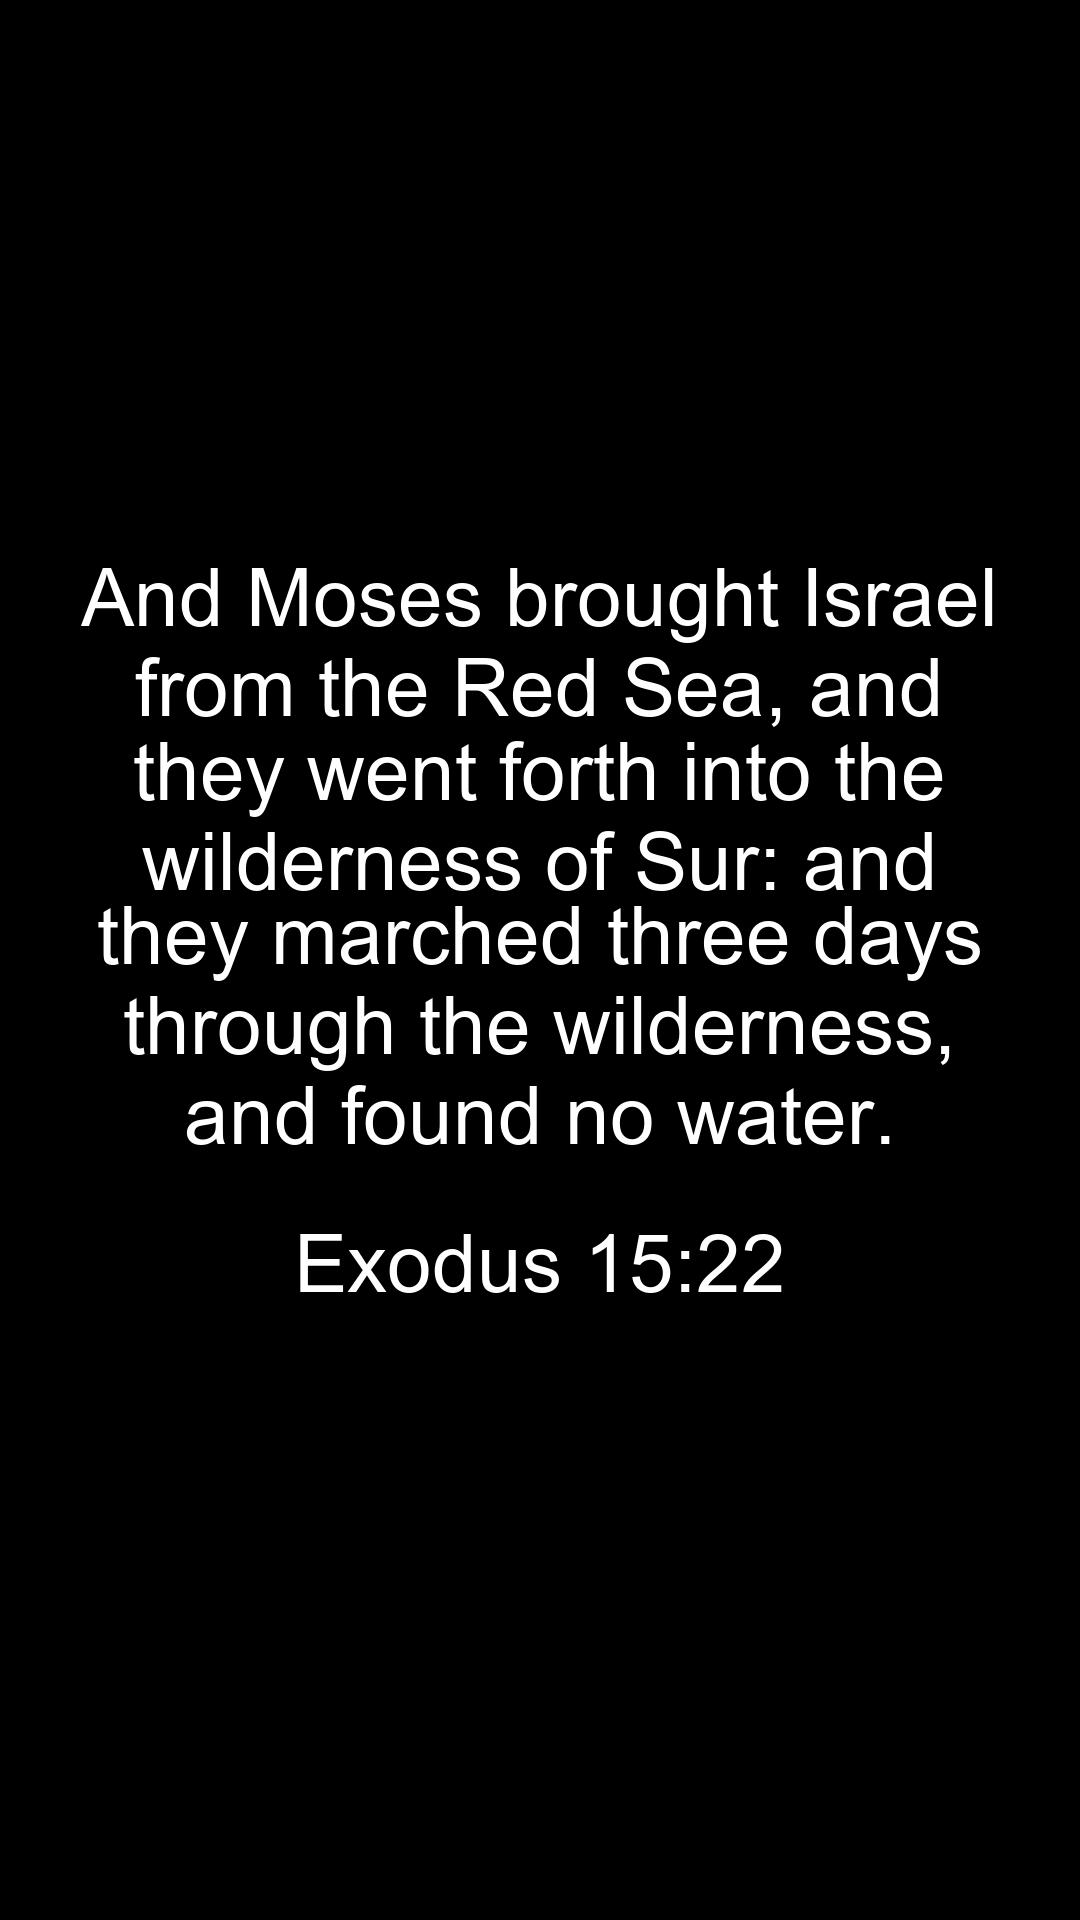 And Moses brought Israel
from the Red Sea, and
they went forth into the
wilderness of Sur: and
they marched three days
through the wilderness,
and found no water.
Exodus 15:22